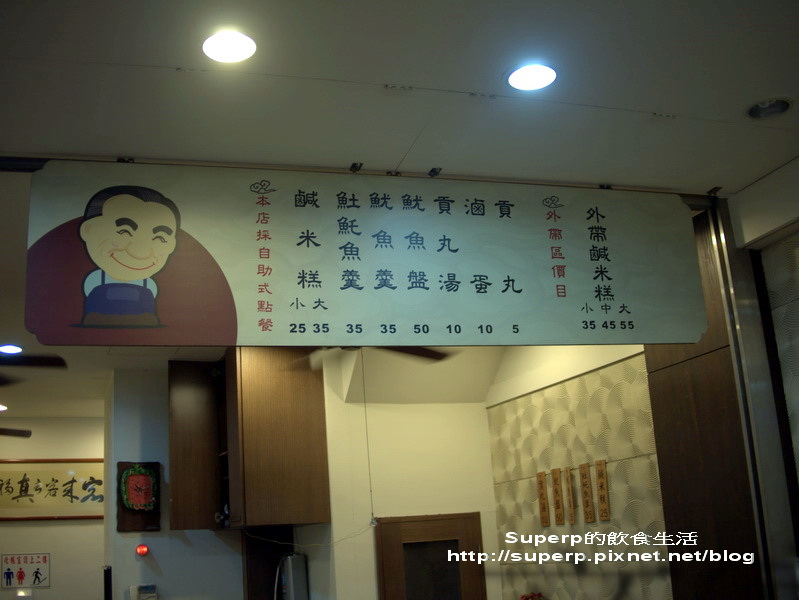 本店採自助式點餐
鹹米糕
小 大
25 35
土魠魚羹
35
魷魚羹
35
魷魚盤
50
貢丸湯
10
滷蛋
10
貢丸
5
外帶區價目
外帶鹹米糕
小 中 大
35 45 55
Superp的飲食生活
http://superp.pixnet.net/blog